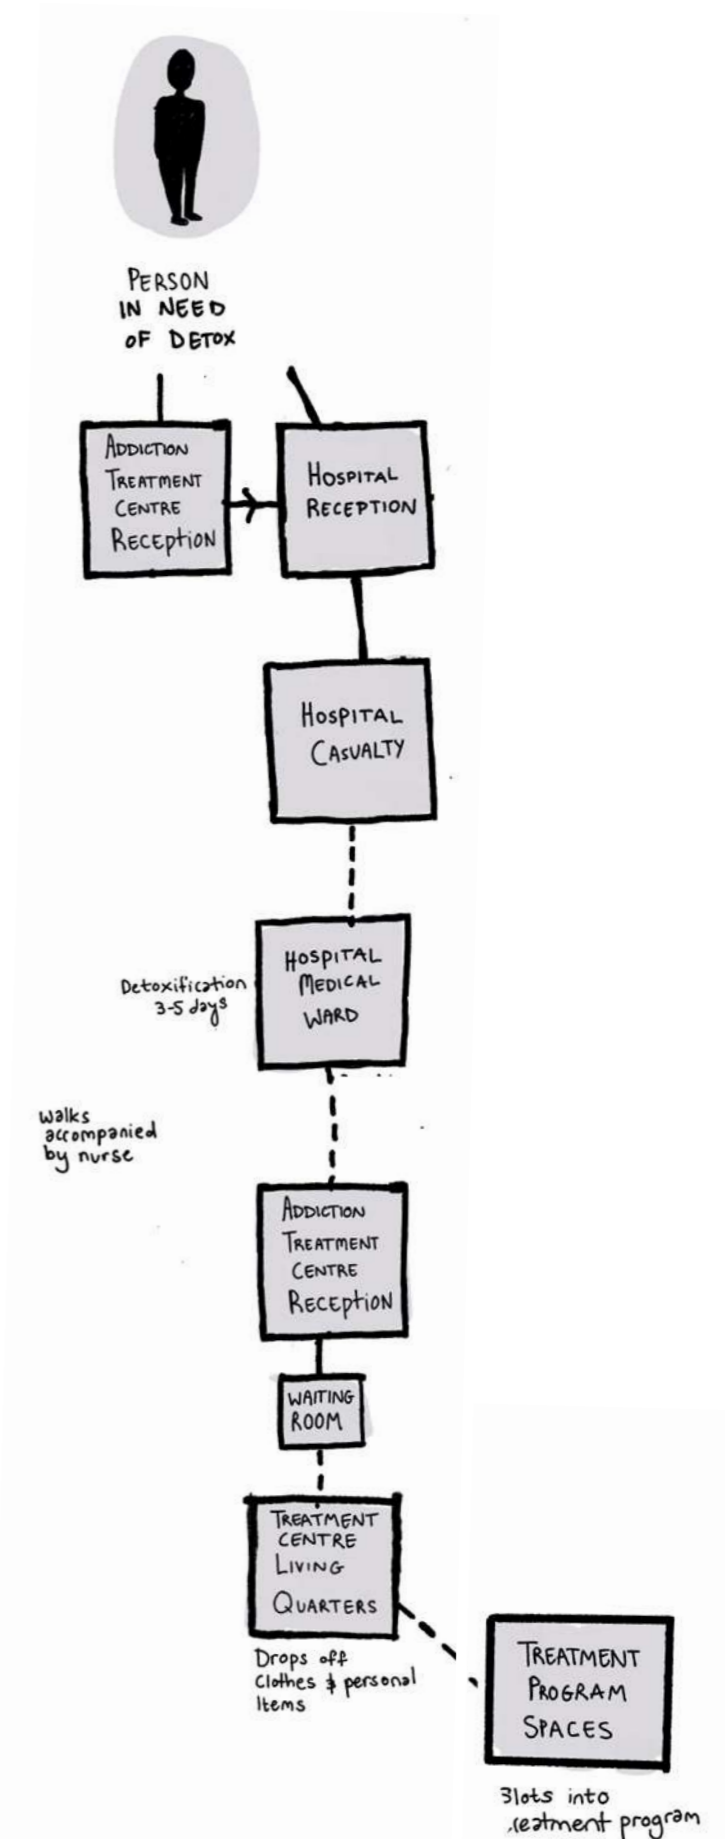 PERSON
IN NEED
OF DETOX
ADDICTION
TREATMENT
CENTRE
RECEPTION
HOSPITAL
RECEPTION
HOSPITAL
CASUALTY
Detoxification
3-5 days
HOSPITAL
MEDICAL
WARD
Walks
accompanied
by nurse
ADDICTION
TREATMENT
CENTRE
RECEPTION
WAITING
ROOM
TREATMENT
CENTRE
LIVING
QUARTERS
Drops off
Clothes & personal
Items
TREATMENT
PROGRAM
SPACES
Slots into
treatment program